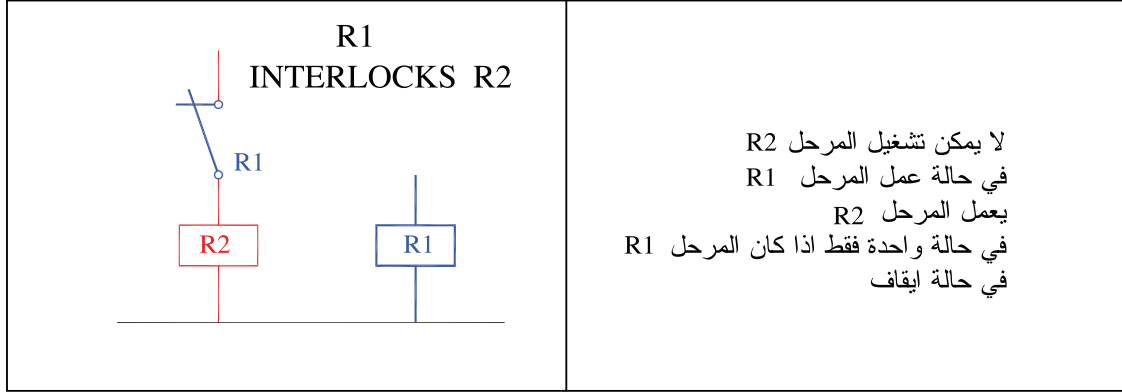 R1
INTERLOCKS R2
R1
R2
R1
لا يمكن تشغيل المرحل R2
في حالة عمل المرحل R1
يعمل المرحل R2
في حالة واحدة فقط اذا كان المرحل R1
في حالة ايقاف